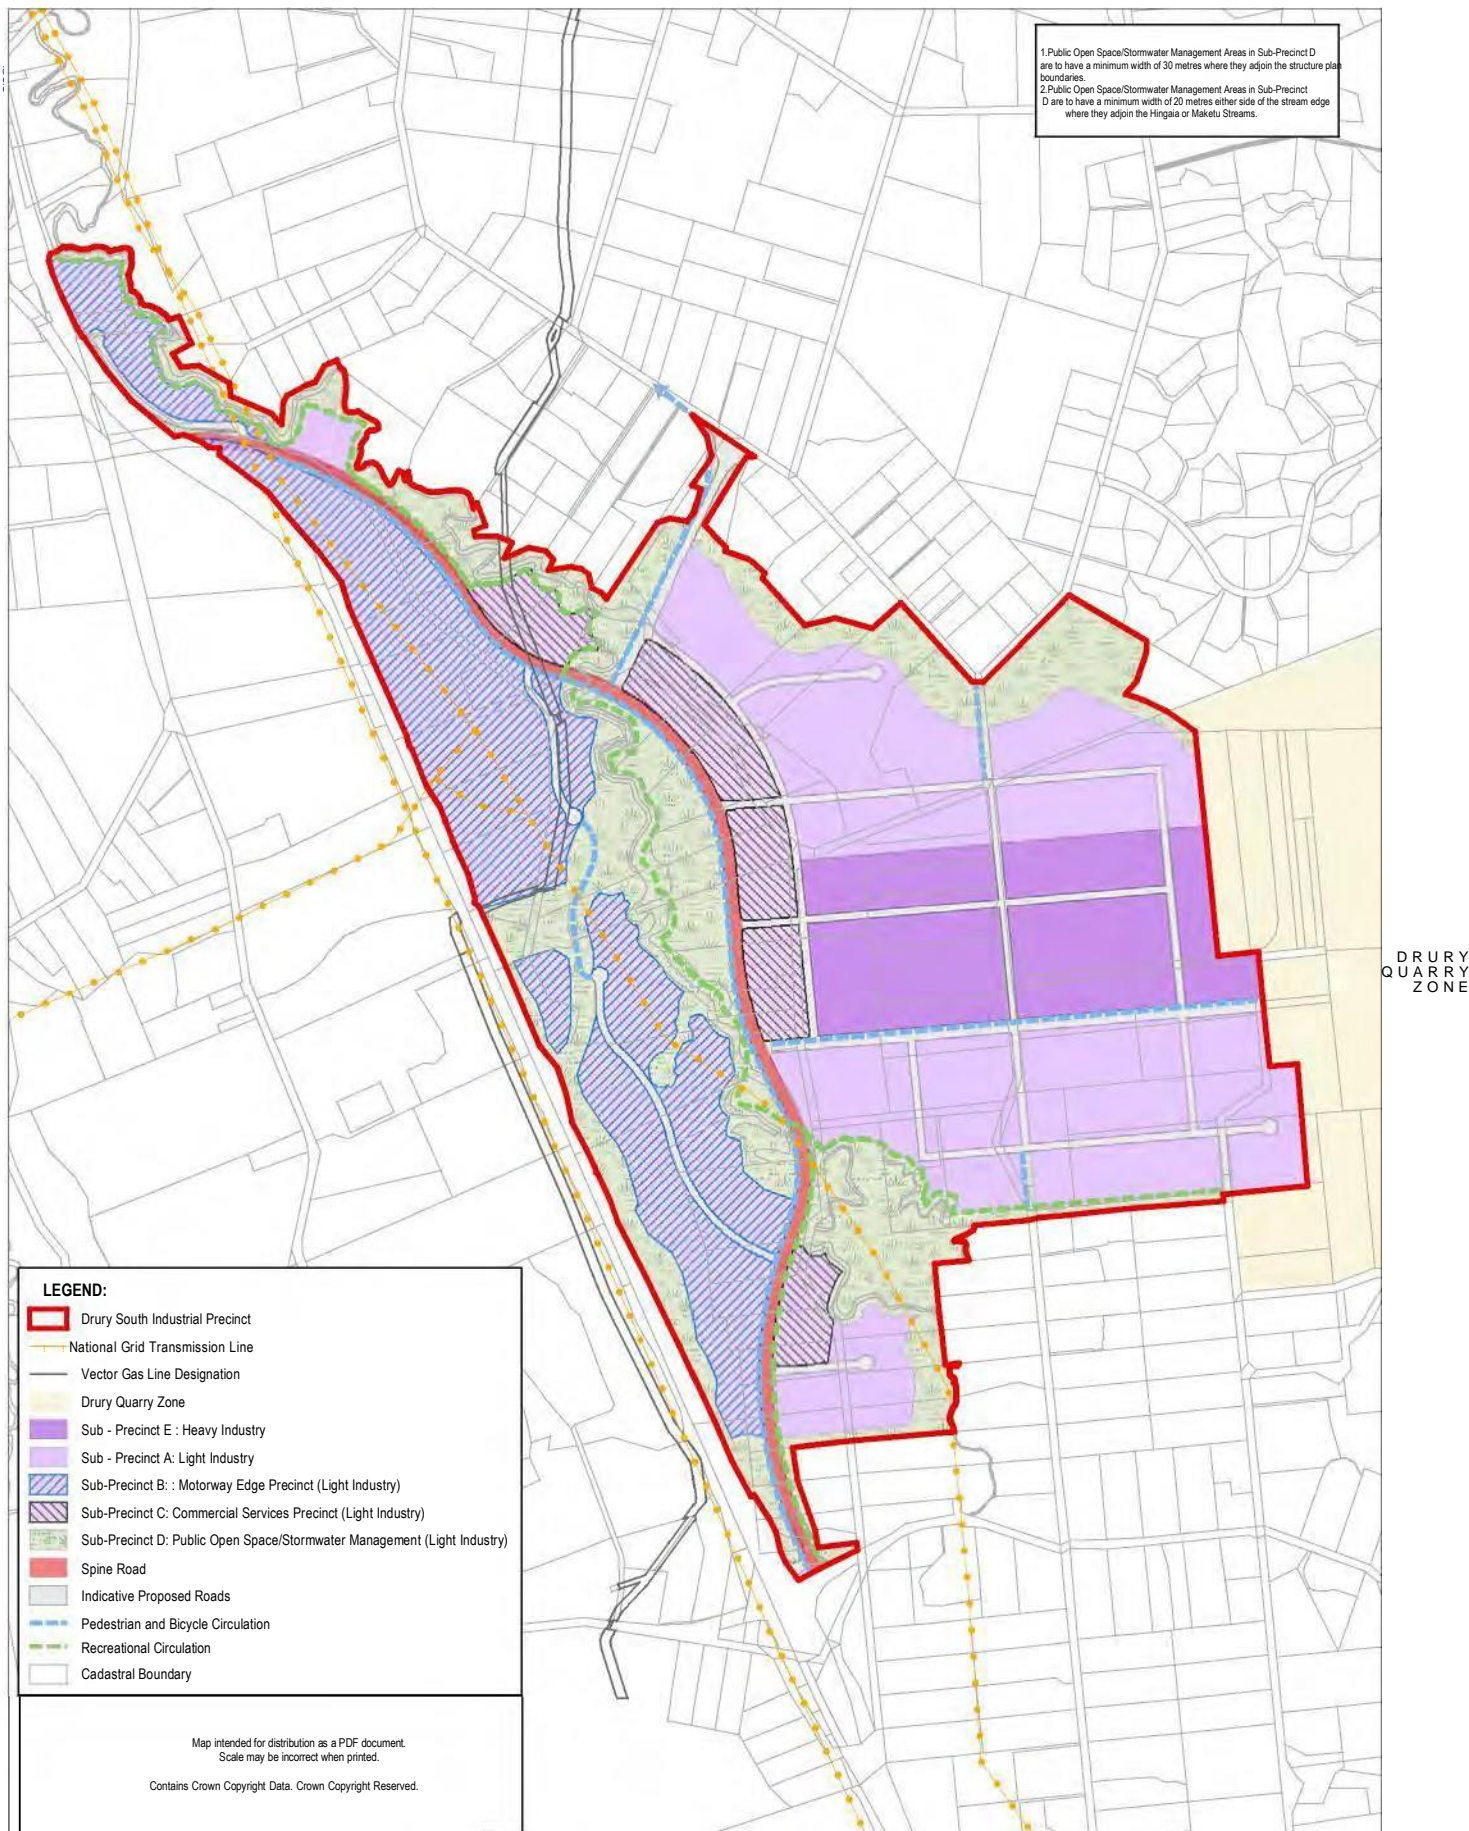 1.Public Open Space/Stormwater Management Areas in Sub-Precinct D
are to have a minimum width of 30 metres where they adjoin the structure plan
boundaries.
2.Public Open Space/Stormwater Management Areas in Sub-Precinct
D are to have a minimum width of 20 metres either side of the stream edge
where they adjoin the Hingaia or Maketu Streams.
DRURY
QUARRY
ZONE
LEGEND:
Drury South Industrial Precinct
National Grid Transmission Line
Vector Gas Line Designation
Drury Quarry Zone
Sub - Precinct E : Heavy Industry
Sub - Precinct A: Light Industry
Sub-Precinct B: : Motorway Edge Precinct (Light Industry)
Sub-Precinct C: Commercial Services Precinct (Light Industry)
Sub-Precinct D: Public Open Space/Stormwater Management (Light Industry)
Spine Road
Indicative Proposed Roads
Pedestrian and Bicycle Circulation
Recreational Circulation
Cadastral Boundary
Map intended for distribution as a PDF document.
Scale may be incorrect when printed.
Contains Crown Copyright Data. Crown Copyright Reserved.